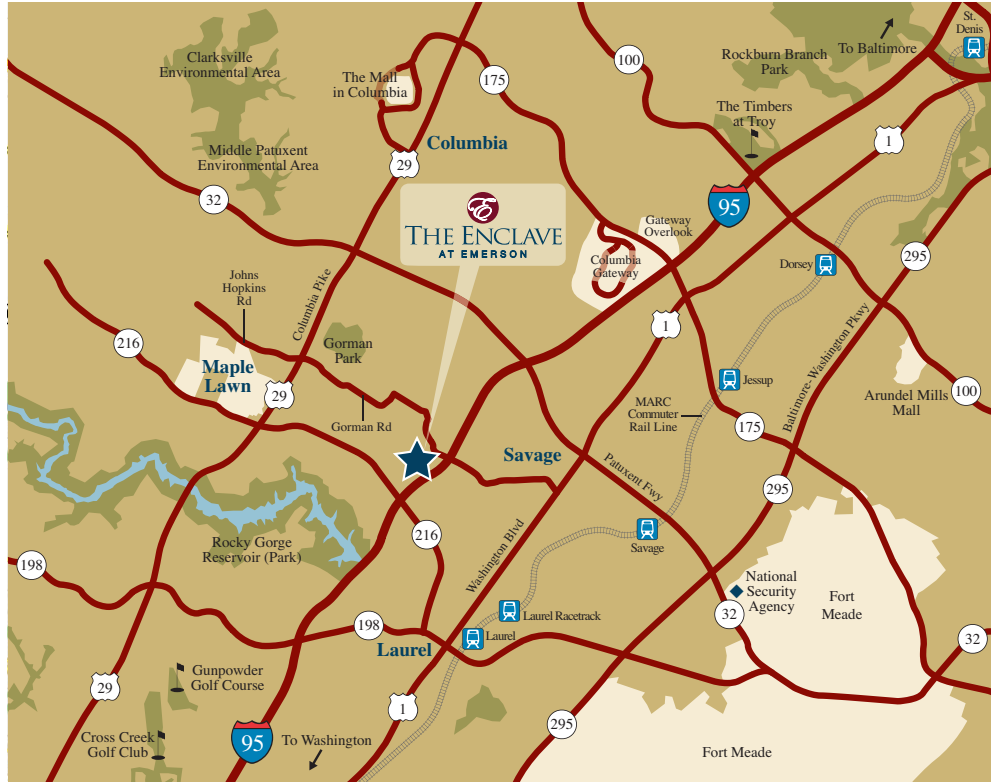 St.
Denis
To Baltimore
Rockburn Branch
Park
100
Clarksville
Environmental Area
The Mall
in Columbia
175
The Timbers
at Troy
1
Columbia
Middle Patuxent
Environmental Area
29
32
95
E
THE ENCLAVE
AT EMERSON
Gateway
Overlook
Columbia
Gateway
Dorsey
295
Johns
Hopkins
Rd
Columbia Pike
1
216
Gorman
Park
Baltimore-Washington Pkwy
Maple
Lawn
29
Jessup
Arundel Mills
Mall
100
MARC
Commuter
Rail Line
Gorman Rd
175
Savage
Patuxent Fwy
295
216
Rocky Gorge
Reservoir (Park)
Washington Blvd
Savage
198
National
Security
Agency
Fort
Meade
32
Laurel Racetrack
198
Laurel
Laurel
32
Gunpowder
Golf Course
29
1
295
Cross Creek
Golf Club
95
To Washington
Fort Meade